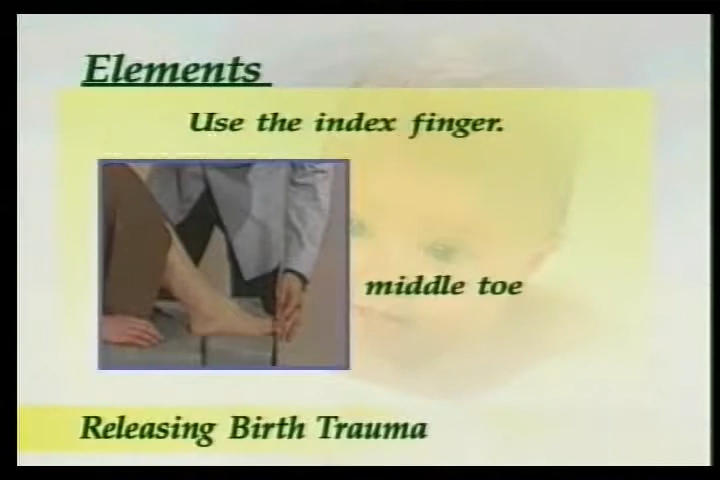 Elements
Use the index finger.
middle toe
Releasing Birth Trauma